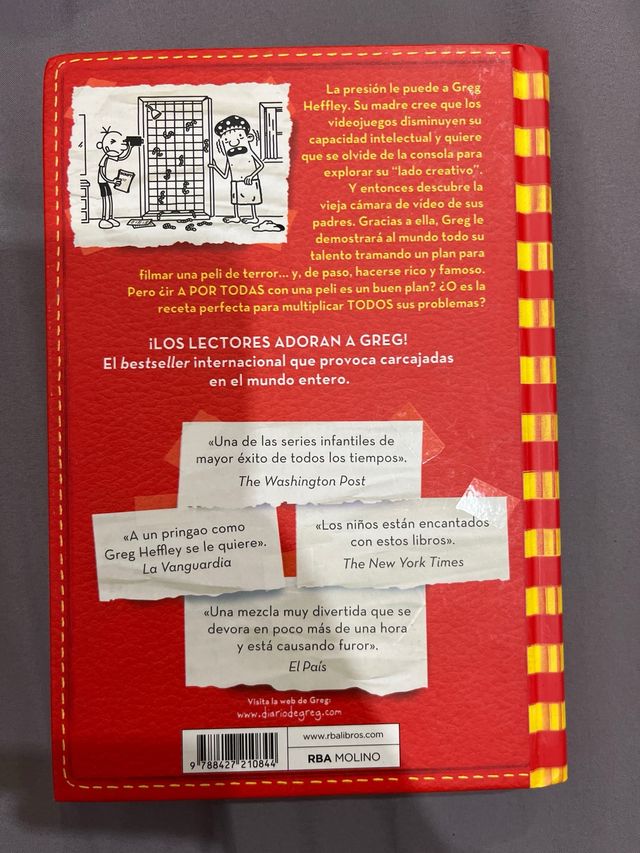 La presión le puede a Greg
Heffley. Su madre cree que los
videojuegos disminuyen su
capacidad intelectual y quiere
que se olvide de la consola para
explorar su “lado creativo”.
Y entonces descubre la
vieja cámara de vídeo de sus
padres. Gracias a ella, Greg le
demostrará al mundo todo su
talento tramando un plan para
filmar una peli de terror... y, de paso, hacerse rico y famoso.
Pero ¿ir A POR TODAS con una peli es un buen plan? ¿O es la
receta perfecta para multiplicar TODOS sus problemas?
¡LOS LECTORES ADORAN A GREG!
El bestseller internacional que provoca carcajadas
en el mundo entero.
«Una de las series infantiles de
mayor éxito de todos los tiempos».
The Washington Post
«A un pringao como
Greg Heffley se le quiere».
La Vanguardia
«Los niños están encantados
con estos libros».
The New York Times
«Una mezcla muy divertida que se
devora en poco más de una hora
y está causando furor».
El País
Visita la web de Greg:
www.diariodegreg.com
9 788427 210844
www.rbalibros.com
RBA MOLINO